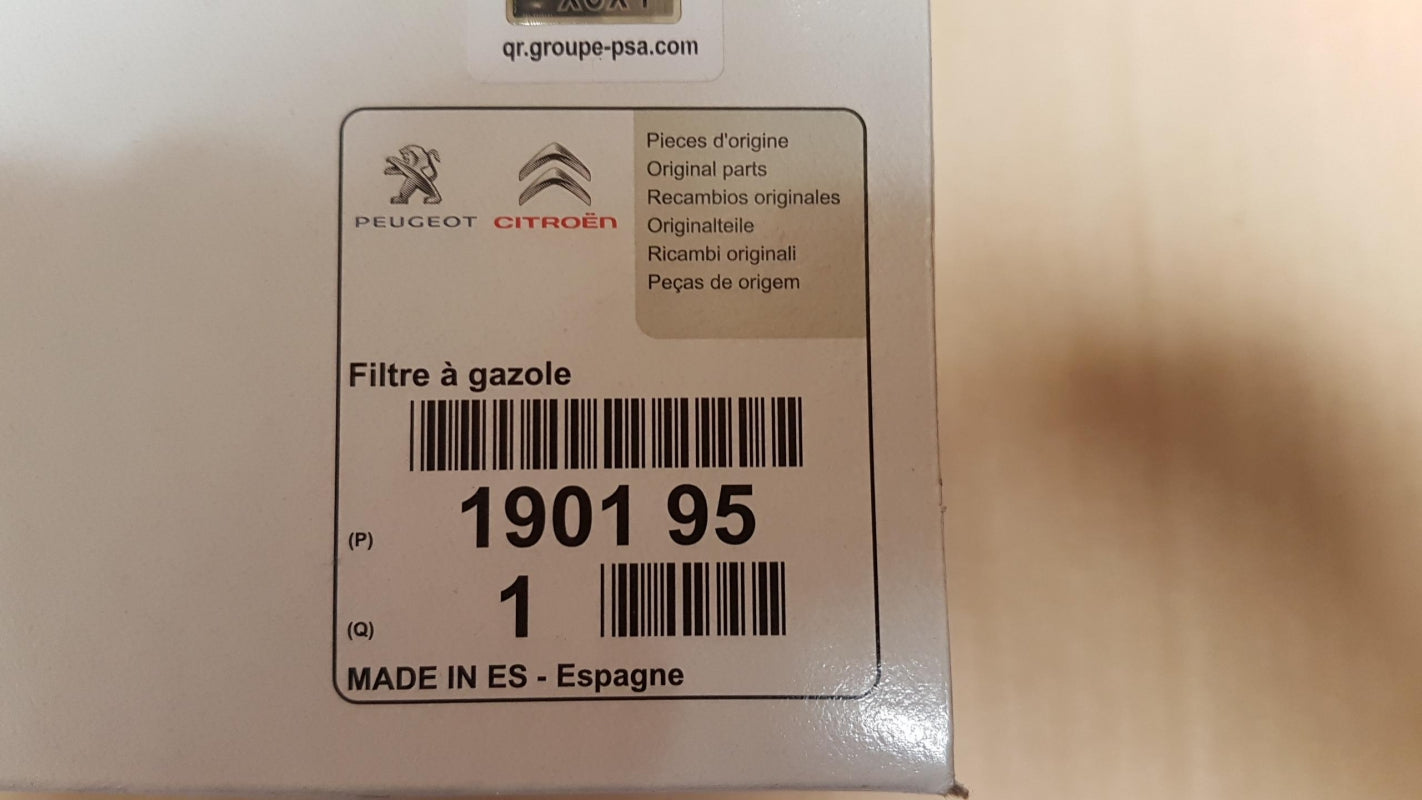 qr.groupe-psa.com
PEUGEOT CITROËN
Pieces d'origine
Original parts
Recambios originales
Originalteile
Ricambi originali
Peças de origem
Filtre à gazole
(P) 1901 95
(Q) 1
MADE IN ES - Espagne